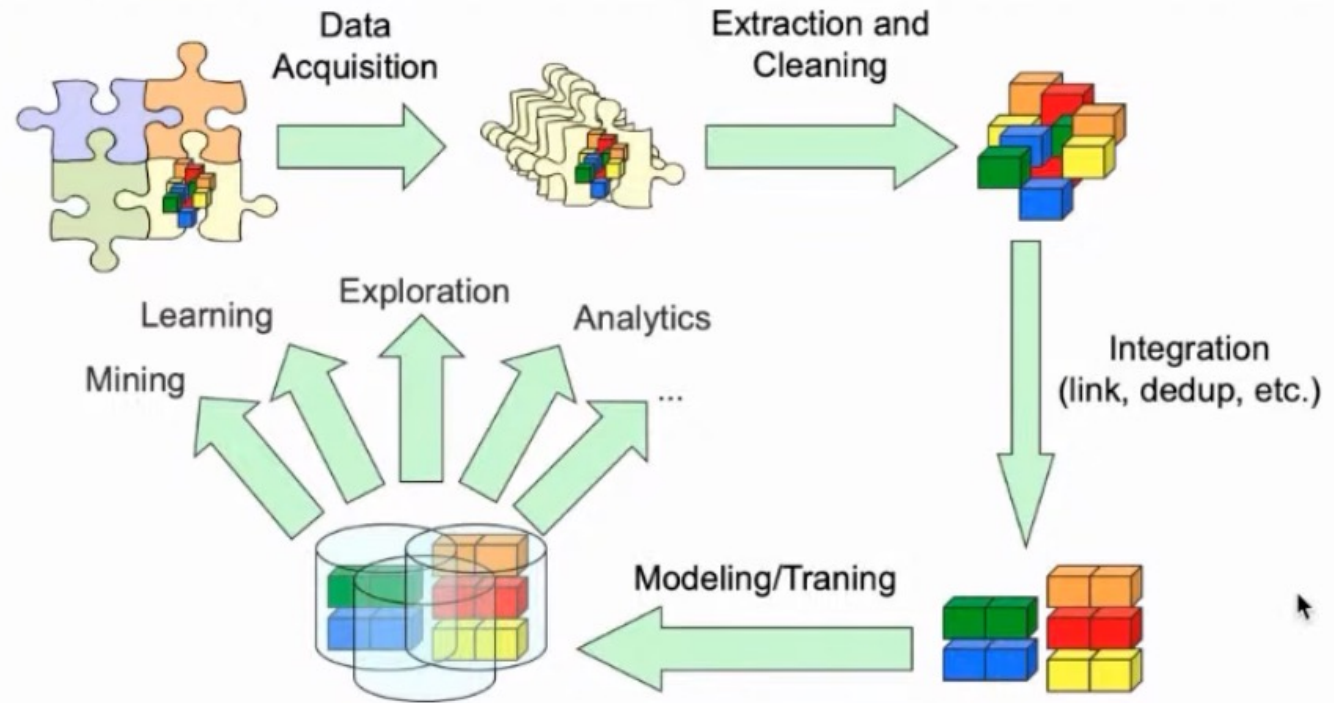 Data
Acquisition
Extraction and
Cleaning
Integration
(link, dedup, etc.)
Modeling/Traning
Mining
Learning
Exploration
Analytics
...